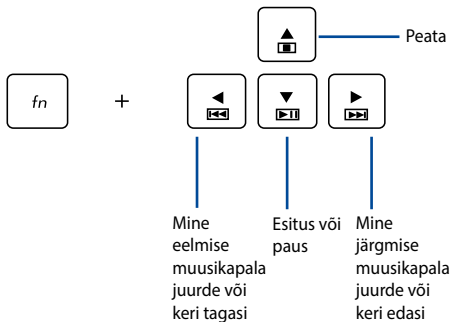 Peata
fn
+
Mine
eelmise
muusikapala
juurde või
keri tagasi
Esitus või
paus
Mine
järgmise
muusikapala
juurde või
keri edasi